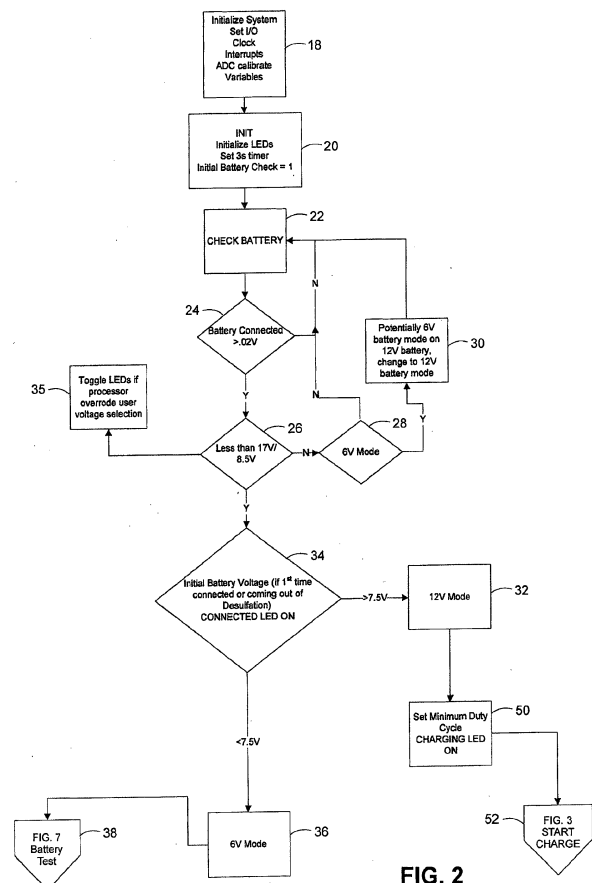 Initialize System
Set I/O
Clock
Interrupts
ADC calibrate
Variables
18
INIT
Initialize LEDs
Set 3s timer
Initial Battery Check = 1
20
CHECK BATTERY
22
24
Battery Connected
>.02V
N
Potentially 6V
battery mode on
12V battery,
change to 12V
battery mode
30
35
Toggle LEDs if
processor
overrode user
voltage selection
Y
26
Less than 17V/
8.5V
N
N
28
6V Mode
Y
Y
34
Initial Battery Voltage (if 1st time
connected or coming out of
Desulfation)
CONNECTED LED ON
>7.5V
12V Mode
32
Set Minimum Duty
Cycle
CHARGING LED
ON
50
<7.5V
FIG. 7
Battery
Test
38
6V Mode
36
52
FIG. 3
START
CHARGE
FIG. 2